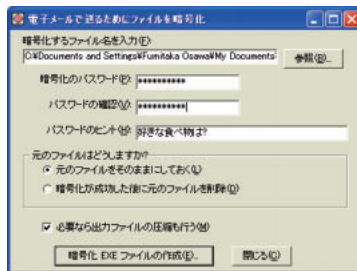 電子メールで送るためにファイルを暗号化
暗号化するファイル名を入力(F):
C:¥Documents and Settings¥Fumitaka Osawa¥My Documents¥ 参照(B)...
暗号化のパスワード(P): **********
パスワードの確認(V): **********
パスワードのヒント(H): 好きな食べ物は?
元のファイルはどうしますか?
元のファイルをそのままにしておく(L)
暗号化が成功した後に元のファイルを削除(D)
必要なら出力ファイルの圧縮も行う(M)
暗号化 EXE ファイルの作成(E)... 閉じる(C)